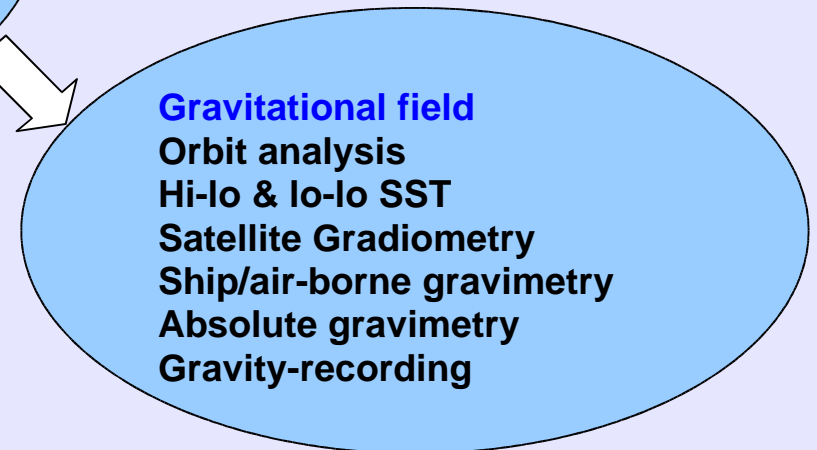 Gravitational field
Orbit analysis
Hi-lo & lo-lo SST
Satellite Gradiometry
Ship/air-borne gravimetry
Absolute gravimetry
Gravity-recording